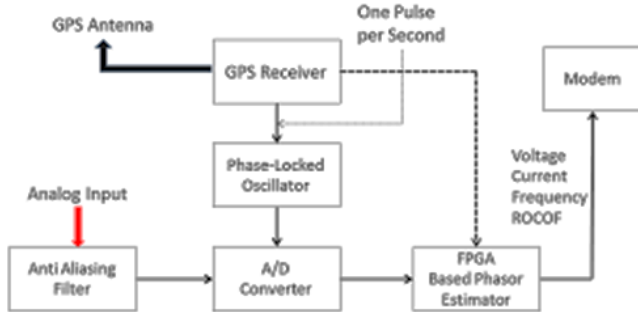 One Pulse
per Second
GPS Antenna
GPS Receiver
Modem
Phase-Locked
Oscillator
Voltage
Current
Frequency
ROCOF
Analog Input
Anti Aliasing
Filter
A/D
Converter
FPGA
Based Phasor
Estimator